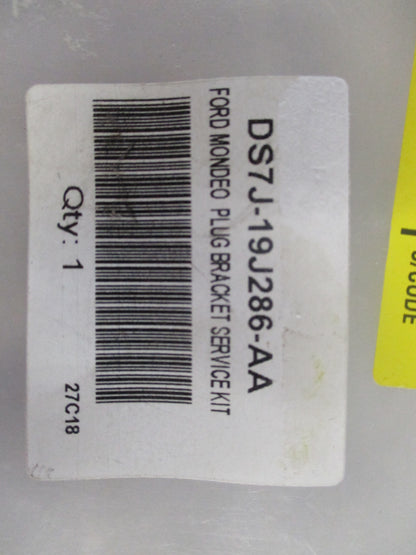 DS7J-19J286-AA
FORD MONDEO PLUG BRACKET SERVICE KIT
Qty: 1
27C18